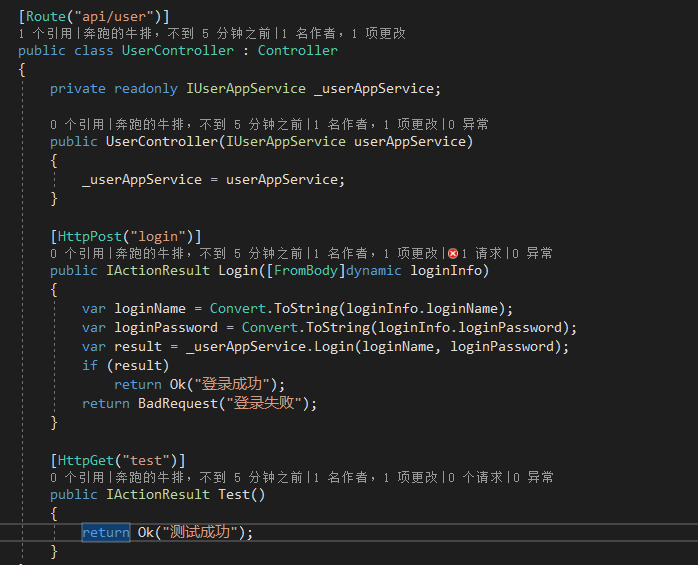 [Route("api/user")]
1 个引用|奔跑的牛排，不到 5 分钟之前|1 名作者，1 项更改
public class UserController : Controller
{
private readonly IUserAppService _userAppService;
0 个引用|奔跑的牛排，不到 5 分钟之前|1 名作者，1 项更改|0 异常
public UserController(IUserAppService userAppService)
{
_userAppService = userAppService;
}
[HttpPost("login")]
0 个引用|奔跑的牛排，不到 5 分钟之前|1 名作者，1 项更改|1 请求|0 异常
public IActionResult Login([FromBody]dynamic loginInfo)
{
var loginName = Convert.ToString(loginInfo.loginName);
var loginPassword = Convert.ToString(loginInfo.loginPassword);
var result = _userAppService.Login(loginName, loginPassword);
if (result)
return Ok("登录成功");
return BadRequest("登录失败");
}
[HttpGet("test")]
0 个引用|奔跑的牛排，不到 5 分钟之前|1 名作者，1 项更改|0 个请求|0 异常
public IActionResult Test()
{
return Ok("测试成功");
}